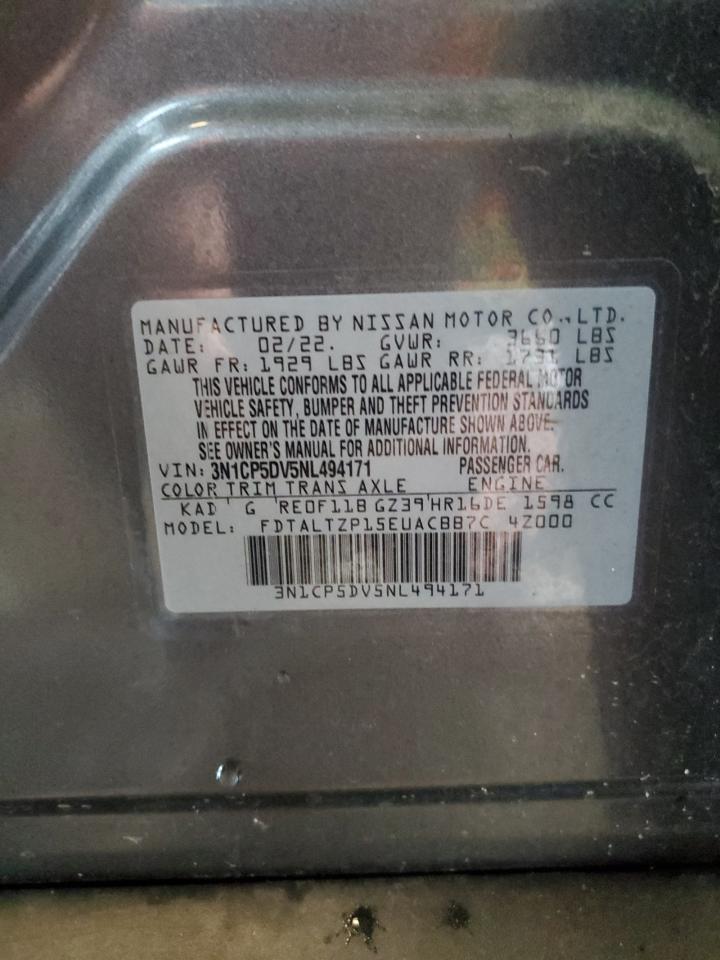 MANUFACTURED BY NISSAN MOTOR CO., LTD.
DATE: 02/22. GVWR: 3660 LBS
GAWR FR: 1929 LBS GAWR RR: 1731 LBS
THIS VEHICLE CONFORMS TO ALL APPLICABLE FEDERAL MOTOR
VEHICLE SAFETY, BUMPER AND THEFT PREVENTION STANDARDS
IN EFFECT ON THE DATE OF MANUFACTURE SHOWN ABOVE.
SEE OWNER'S MANUAL FOR ADDITIONAL INFORMATION.
VIN: 3N1CP5DV5NL494171 PASSENGER CAR.
COLOR TRIM TRANS AXLE ENGINE
KAD G RE0F11B GZ39 HR16DE 1598 CC
MODEL: FDTALTZP15EUACBB7C 4Z000
3N1CP5DV5NL494171